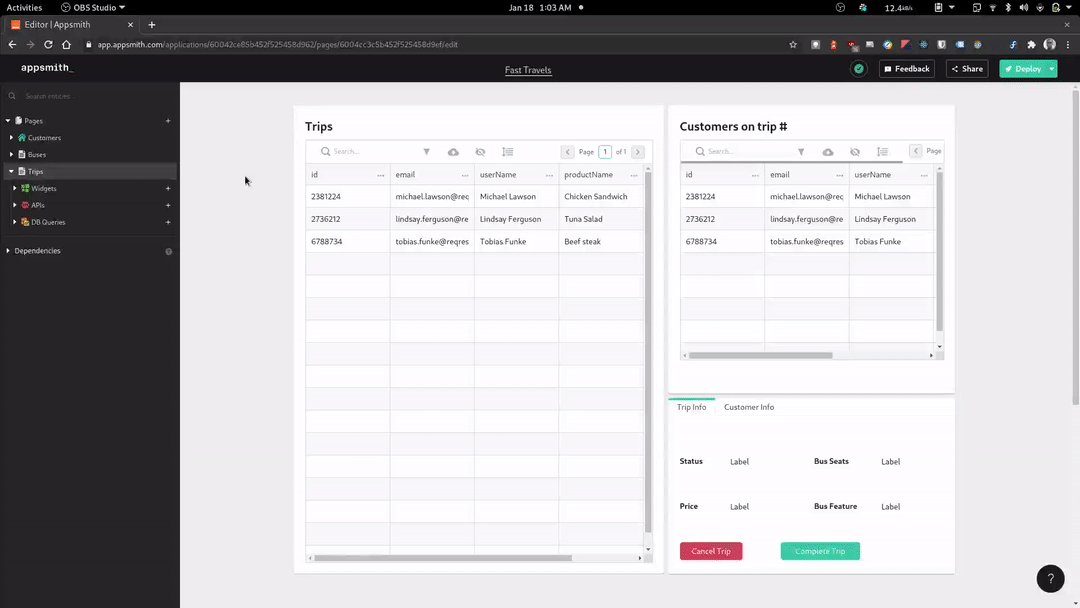 Activities OBS Studio Jan 18 1:03 AM 12.4
Editor | Appsmith
app.appsmith.com/applications/60042ce85b452f525458d962/pages/6004cc3c5b452f525458d9ef/edit
appsmith_ Fast Travels Feedback Share Deploy
Search entities
Pages
Customers
Buses
Trips
Widgets
APIs
DB Queries
Dependencies
Trips
Search... Page 1 of 1
id email userName productName
2381224 michael.lawson@req Michael Lawson Chicken Sandwich
2736212 lindsay.ferguson@re Lindsay Ferguson Tuna Salad
6788734 tobias.funke@reqres Tobias Funke Beef steak
Customers on trip #
Search... Page
id email userName
2381224 michael.lawson@req Michael Lawson
2736212 lindsay.ferguson@re Lindsay Ferguson
6788734 tobias.funke@reqres Tobias Funke
Trip Info Customer Info
Status Label Bus Seats Label
Price Label Bus Feature Label
Cancel Trip Complete Trip
?